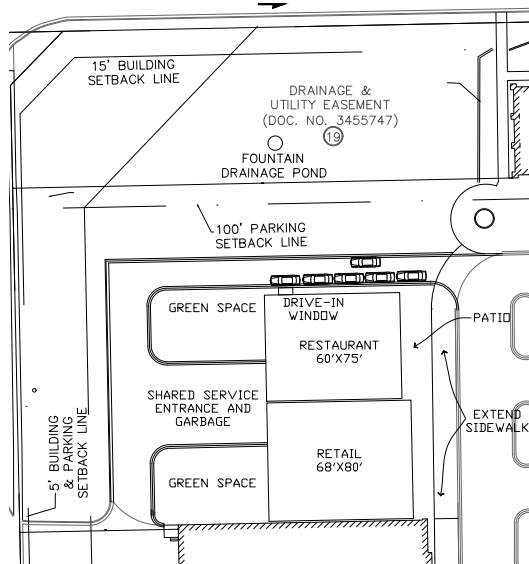 15' BUILDING
SETBACK LINE
DRAINAGE &
UTILITY EASEMENT
(DOC. NO. 3455747)
19
FOUNTAIN
DRAINAGE POND
100' PARKING
SETBACK LINE
GREEN SPACE
DRIVE-IN
WINDOW
PATIO
RESTAURANT
60'X75'
SHARED SERVICE
ENTRANCE AND
GARBAGE
EXTEND
SIDEWALK
5' BUILDING
& PARKING
SETBACK LINE
RETAIL
68'X80'
GREEN SPACE